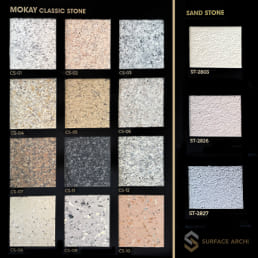 MOKAY CLASSIC STONE
CS-01 CS-02 CS-03
CS-04 CS-05 CS-06
CS-07 CS-11 CS-12
CS-08 CS-09 CS-10
SAND STONE
ST-2803
ST-2826
ST-2827
SURFACE ARCHI